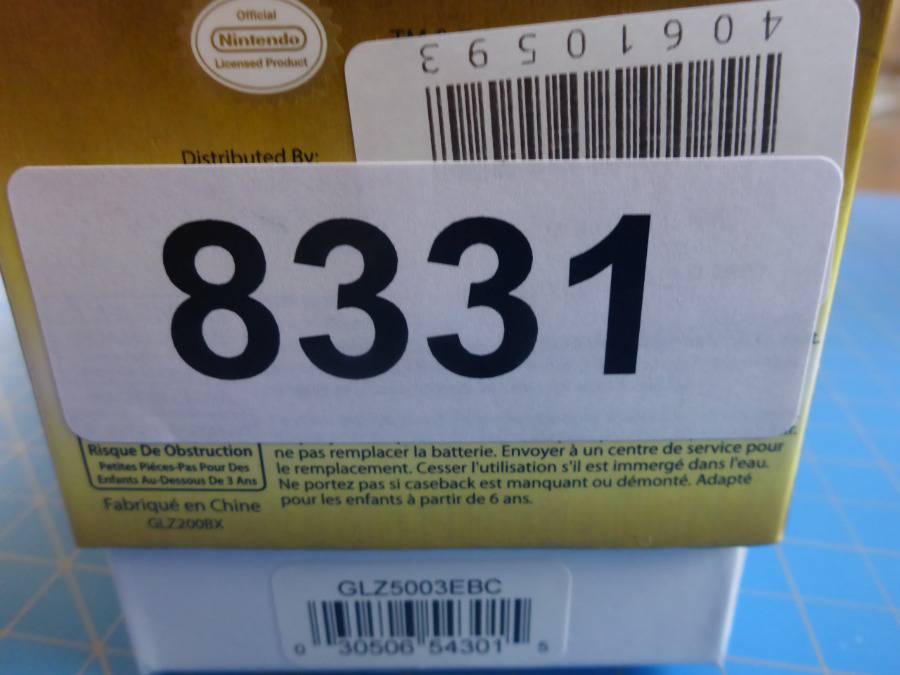 Official
Nintendo
Licensed Product
40610593
Distributed By:
8331
Risque De Obstruction
Petites Piéces-Pas Pour Des
Enfants Au-Dessous De 3 Ans
Fabriqué en Chine
GLZ200BX
ne pas remplacer la batterie. Envoyer à un centre de service pour
le remplacement. Cesser l'utilisation s'il est immergé dans l'eau.
Ne portez pas si caseback est manquant ou démonté. Adapté
pour les enfants à partir de 6 ans.
GLZ5003EBC
0 30506 54301 5